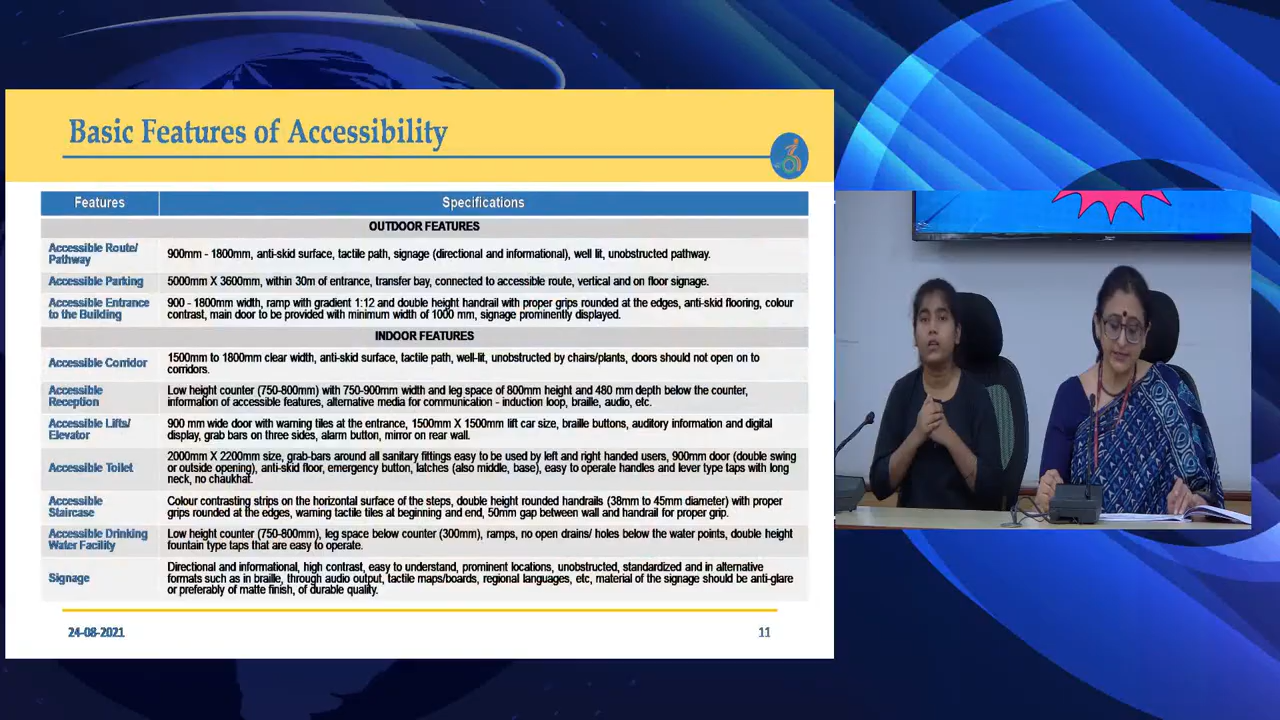 Basic Features of Accessibility
Features Specifications
OUTDOOR FEATURES
Accessible Route/
Pathway
900mm - 1800mm, anti-skid surface, tactile path, signage (directional and informational), well lit, unobstructed pathway.
Accessible Parking
5000mm X 3600mm, within 30m of entrance, transfer bay, connected to accessible route, vertical and on floor signage.
Accessible Entrance
to the Building
900 - 1800mm width, ramp with gradient 1:12 and double height handrail with proper grips rounded at the edges, anti-skid flooring, colour
contrast, main door to be provided with minimum width of 1000 mm, signage prominently displayed.
INDOOR FEATURES
Accessible Corridor
1500mm to 1800mm clear width, anti-skid surface, tactile path, well-lit, unobstructed by chairs/plants, doors should not open on to
corridors.
Accessible
Reception
Low height counter (750-800mm) with 750-900mm width and leg space of 800mm height and 480 mm depth below the counter,
information of accessible features, alternative media for communication - induction loop, braille, audio, etc.
Accessible Lifts/
Elevator
900 mm wide door with warning tiles at the entrance, 1500mm X 1500mm lift car size, braille buttons, auditory information and digital
display, grab bars on three sides, alarm button, mirror on rear wall.
Accessible Toilet
2000mm X 2200mm size, grab-bars around all sanitary fittings easy to be used by left and right handed users, 900mm door (double swing
or outside opening), anti-skid floor, emergency button, latches (also middle, base), easy to operate handles and lever type taps with long
neck, no chaukhat.
Accessible
Staircase
Colour contrasting strips on the horizontal surface of the steps, double height rounded handrails (38mm to 45mm diameter) with proper
grips rounded at the edges, warning tactile tiles at beginning and end, 50mm gap between wall and handrail for proper grip.
Accessible Drinking
Water Facility
Low height counter (750-800mm), leg space below counter (300mm), ramps, no open drains/ holes below the water points, double height
fountain type taps that are easy to operate.
Signage
Directional and informational, high contrast, easy to understand, prominent locations, unobstructed, standardized and in alternative
formats such as in braille, through audio output, tactile maps/boards, regional languages, etc, material of the signage should be anti-glare
or preferably of matte finish, of durable quality.
24-08-2021 11